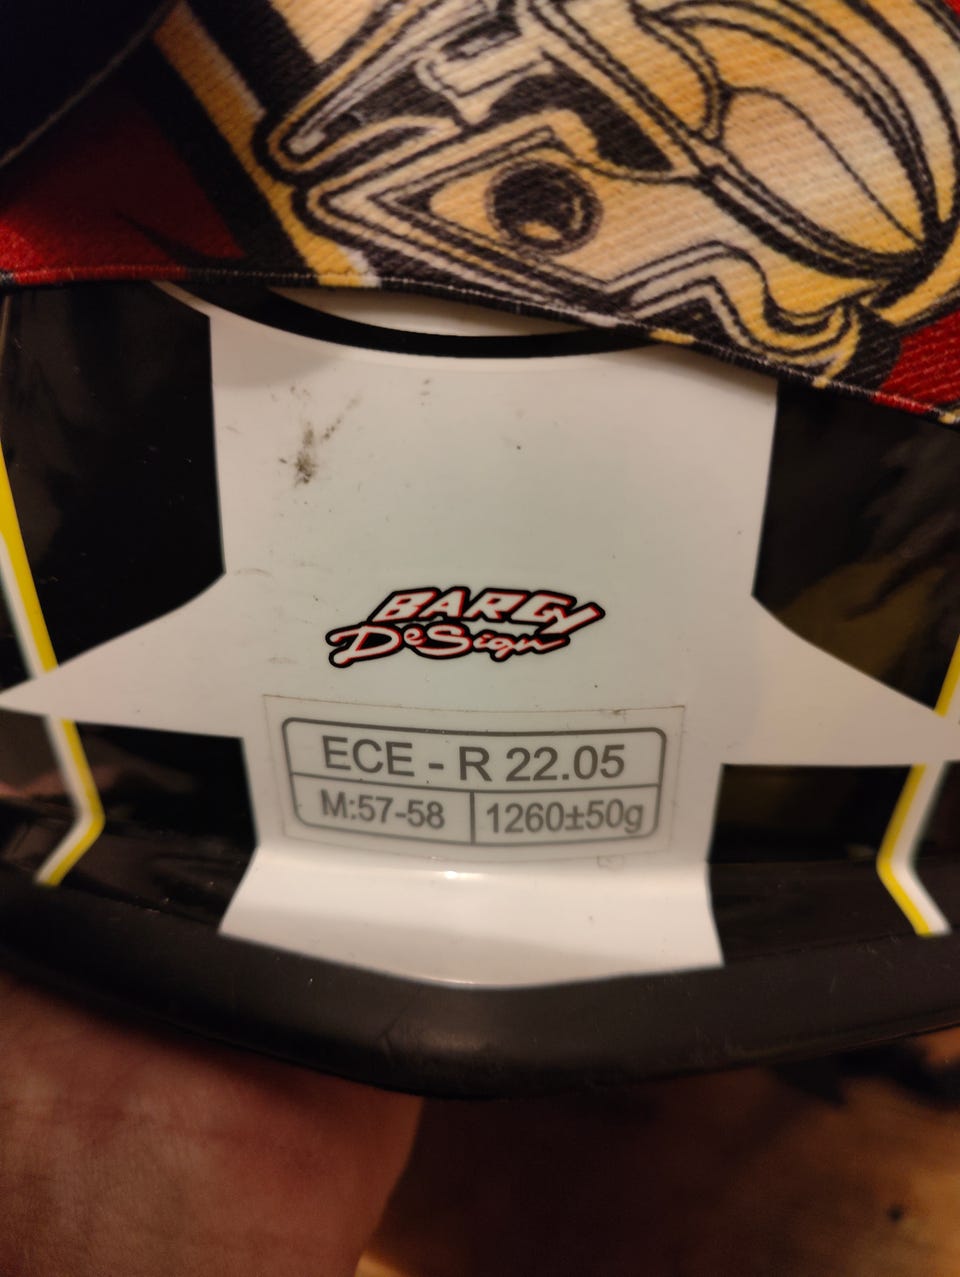 BARGY
DeSign
ECE - R 22.05
M:57-58
1260±50g